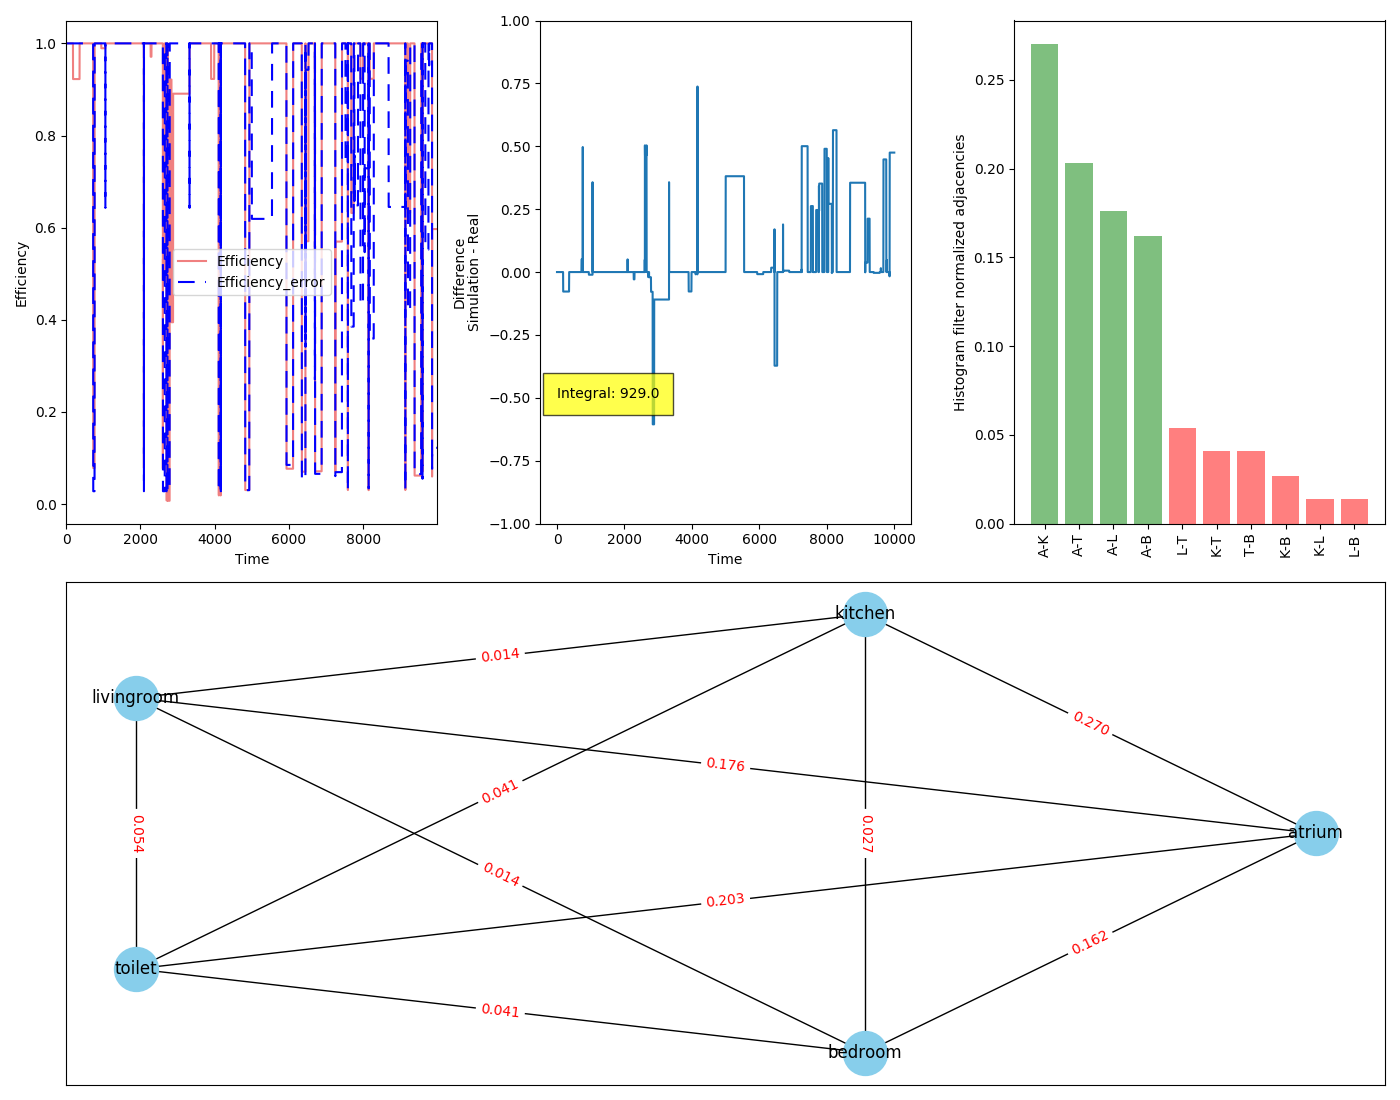 Efficiency
1.0
0.8
0.6
0.4
0.2
0.0
Efficiency
Efficiency_error
0
2000
4000
6000
8000
Time
Difference
Simulation - Real
1.00
0.75
0.50
0.25
0.00
−0.25
−0.50
−0.75
−1.00
Integral: 929.0
0
2000
4000
6000
8000
10000
Time
Histogram filter normalized adjacencies
0.25
0.20
0.15
0.10
0.05
0.00
A-K
A-T
A-L
A-B
L-T
K-T
T-B
K-B
K-L
L-B
kitchen
0.014
livingroom
0.270
0.176
0.041
0.054
0.027
atrium
0.014
0.203
0.162
toilet
0.041
bedroom